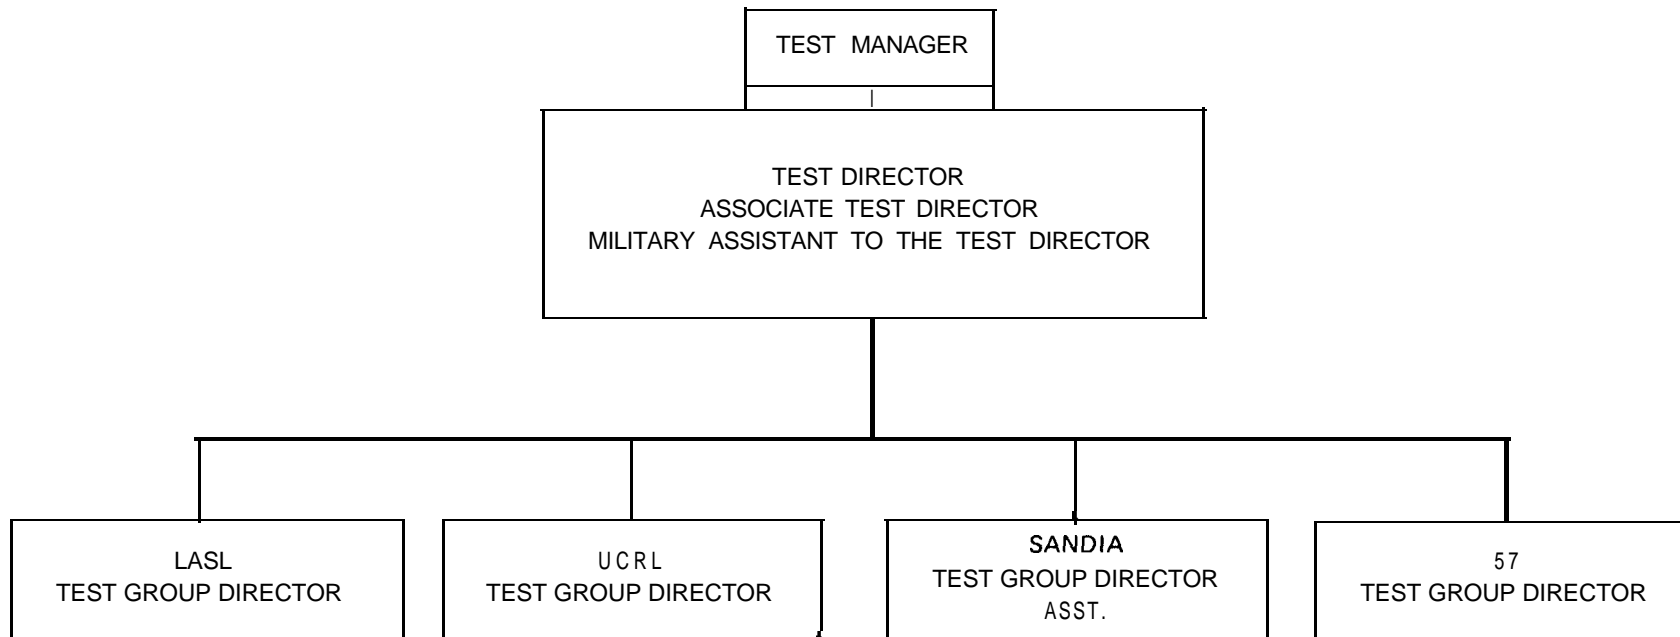 TEST MANAGER
TEST DIRECTOR
ASSOCIATE TEST DIRECTOR
MILITARY ASSISTANT TO THE TEST DIRECTOR
LASL
TEST GROUP DIRECTOR
UCRL
TEST GROUP DIRECTOR
SANDIA
TEST GROUP DIRECTOR
ASST.
57
TEST GROUP DIRECTOR